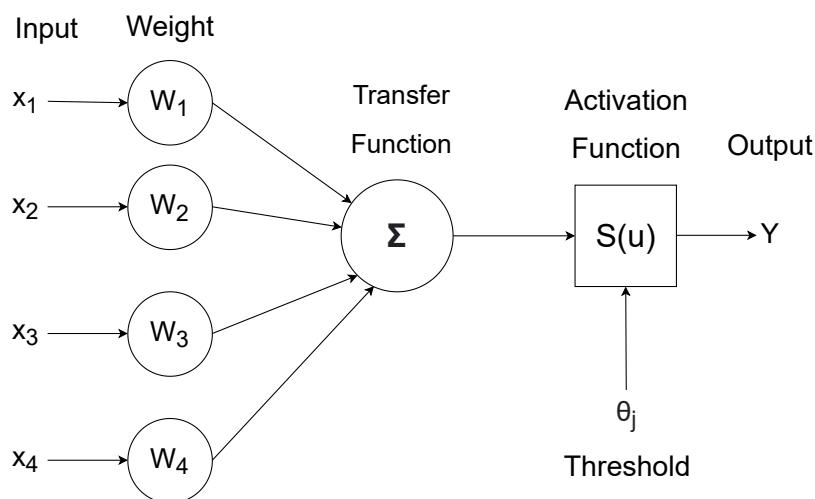 Input
Weight
Transfer
Function
Activation
Function
Output
x₁
W₁
x₂
W₂
Σ
S(u)
Y
x₃
W₃
θⱼ
x₄
W₄
Threshold